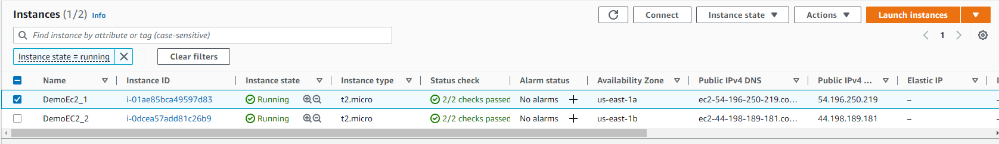 Instances (1/2) Info
Connect
Instance state
Actions
Launch instances
Find instance by attribute or tag (case-sensitive)
1
Instance state = running
Clear filters
Name Instance ID Instance state Instance type Status check Alarm status Availability Zone Public IPv4 DNS Public IPv4 ... Elastic IP
DemoEc2_1 i-01ae85bca49597d83 Running t2.micro 2/2 checks passed No alarms + us-east-1a ec2-54-196-250-219.co... 54.196.250.219 –
DemoEC2_2 i-0dcea57add81c26b9 Running t2.micro 2/2 checks passed No alarms + us-east-1b ec2-44-198-189-181.co... 44.198.189.181 –